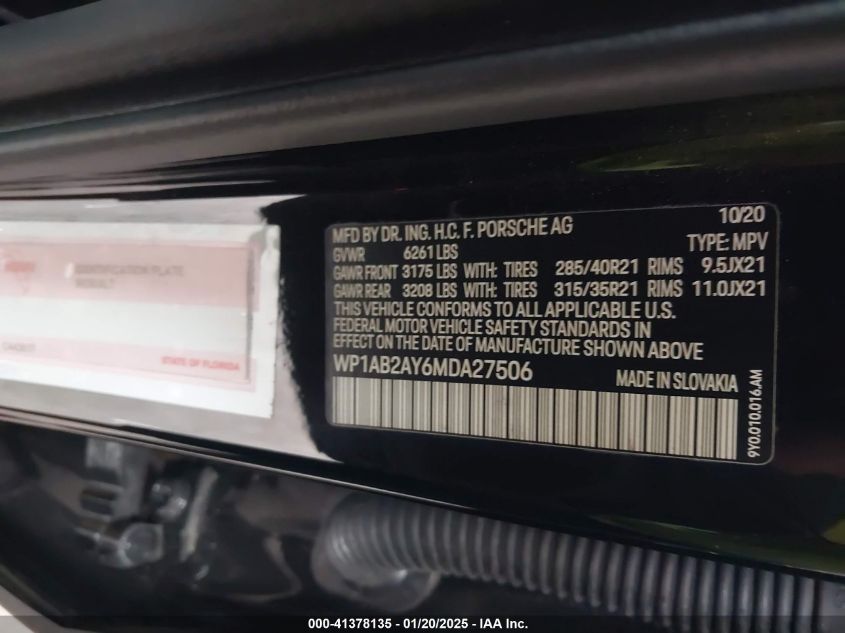 10/20
MFD BY DR. ING. H.C. F. PORSCHE AG
GVWR 6261 LBS TYPE: MPV
GAWR FRONT 3175 LBS WITH: TIRES 285/40R21 RIMS 9.5JX21
GAWR REAR 3208 LBS WITH: TIRES 315/35R21 RIMS 11.0JX21
THIS VEHICLE CONFORMS TO ALL APPLICABLE U.S.
FEDERAL MOTOR VEHICLE SAFETY STANDARDS IN
EFFECT ON THE DATE OF MANUFACTURE SHOWN ABOVE
WP1AB2AY6MDA27506 MADE IN SLOVAKIA
9Y0.010.016.AM
IDENTIFICATION PLATE
REBUILT
STATE OF FLORIDA
000-41378135 - 01/20/2025 - IAA Inc.